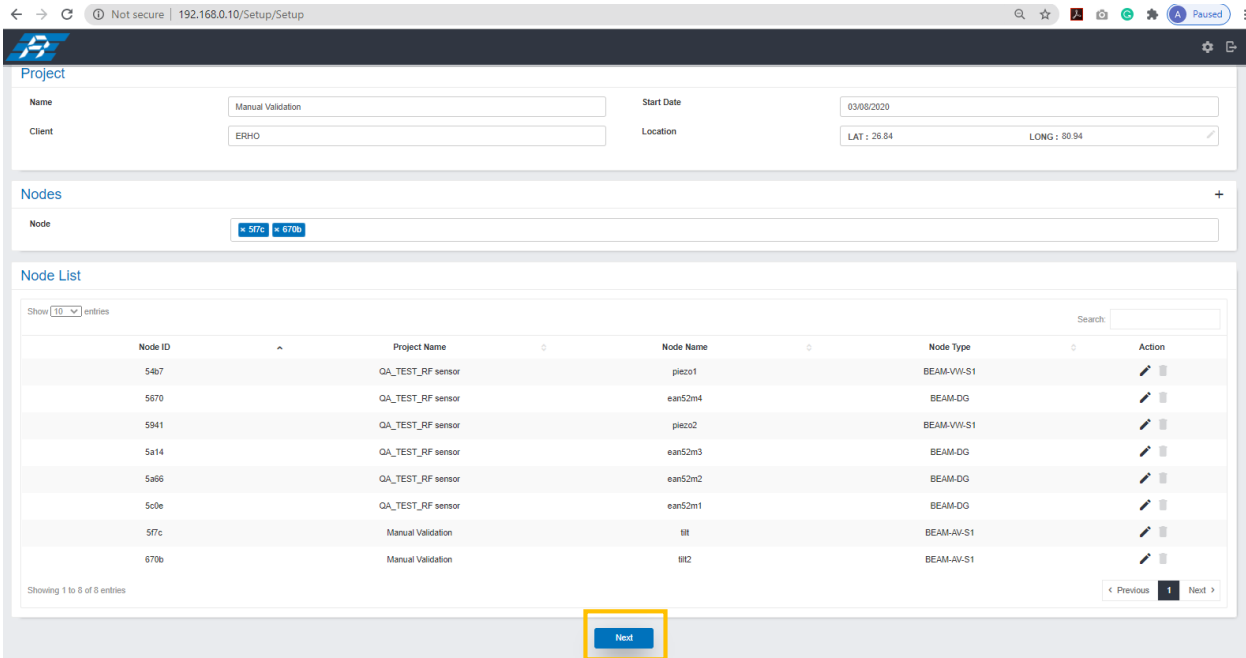 Not secure | 192.168.0.10/Setup/Setup
A Paused
Project
Name Manual Validation Start Date 03/08/2020
Client ERHO Location LAT : 26.84 LONG : 80.94
Nodes +
Node × 5f7c × 670b
Node List
Show 10 entries
Search:
Node ID Project Name Node Name Node Type Action
54b7 QA_TEST_RF sensor piezo1 BEAM-VW-S1
5670 QA_TEST_RF sensor ean52m4 BEAM-DG
5941 QA_TEST_RF sensor piezo2 BEAM-VW-S1
5a14 QA_TEST_RF sensor ean52m3 BEAM-DG
5a66 QA_TEST_RF sensor ean52m2 BEAM-DG
5c0e QA_TEST_RF sensor ean52m1 BEAM-DG
5f7c Manual Validation tilt BEAM-AV-S1
670b Manual Validation tilt2 BEAM-AV-S1
Showing 1 to 8 of 8 entries < Previous 1 Next >
Next